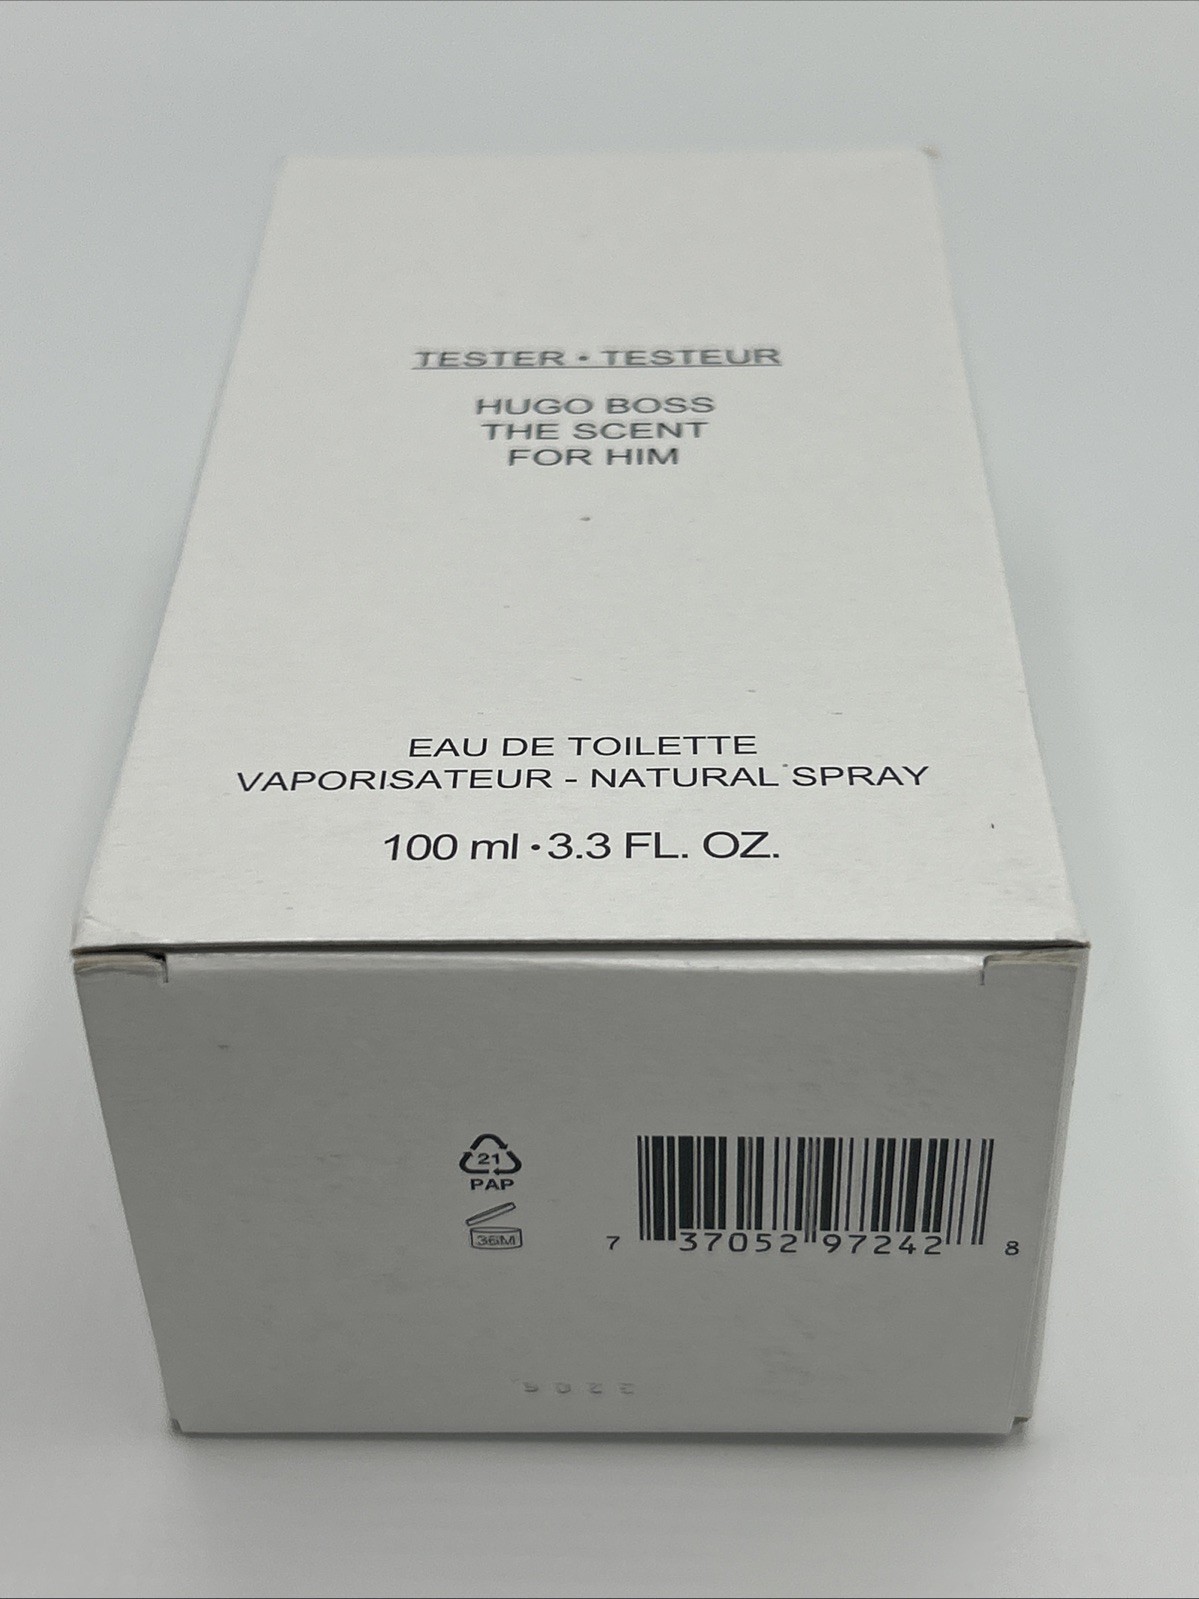 TESTER • TESTEUR
HUGO BOSS
THE SCENT
FOR HIM
EAU DE TOILETTE
VAPORISATEUR - NATURAL SPRAY
100 ml • 3.3 FL. OZ.
21
PAP
36M
7 37052 97242 8